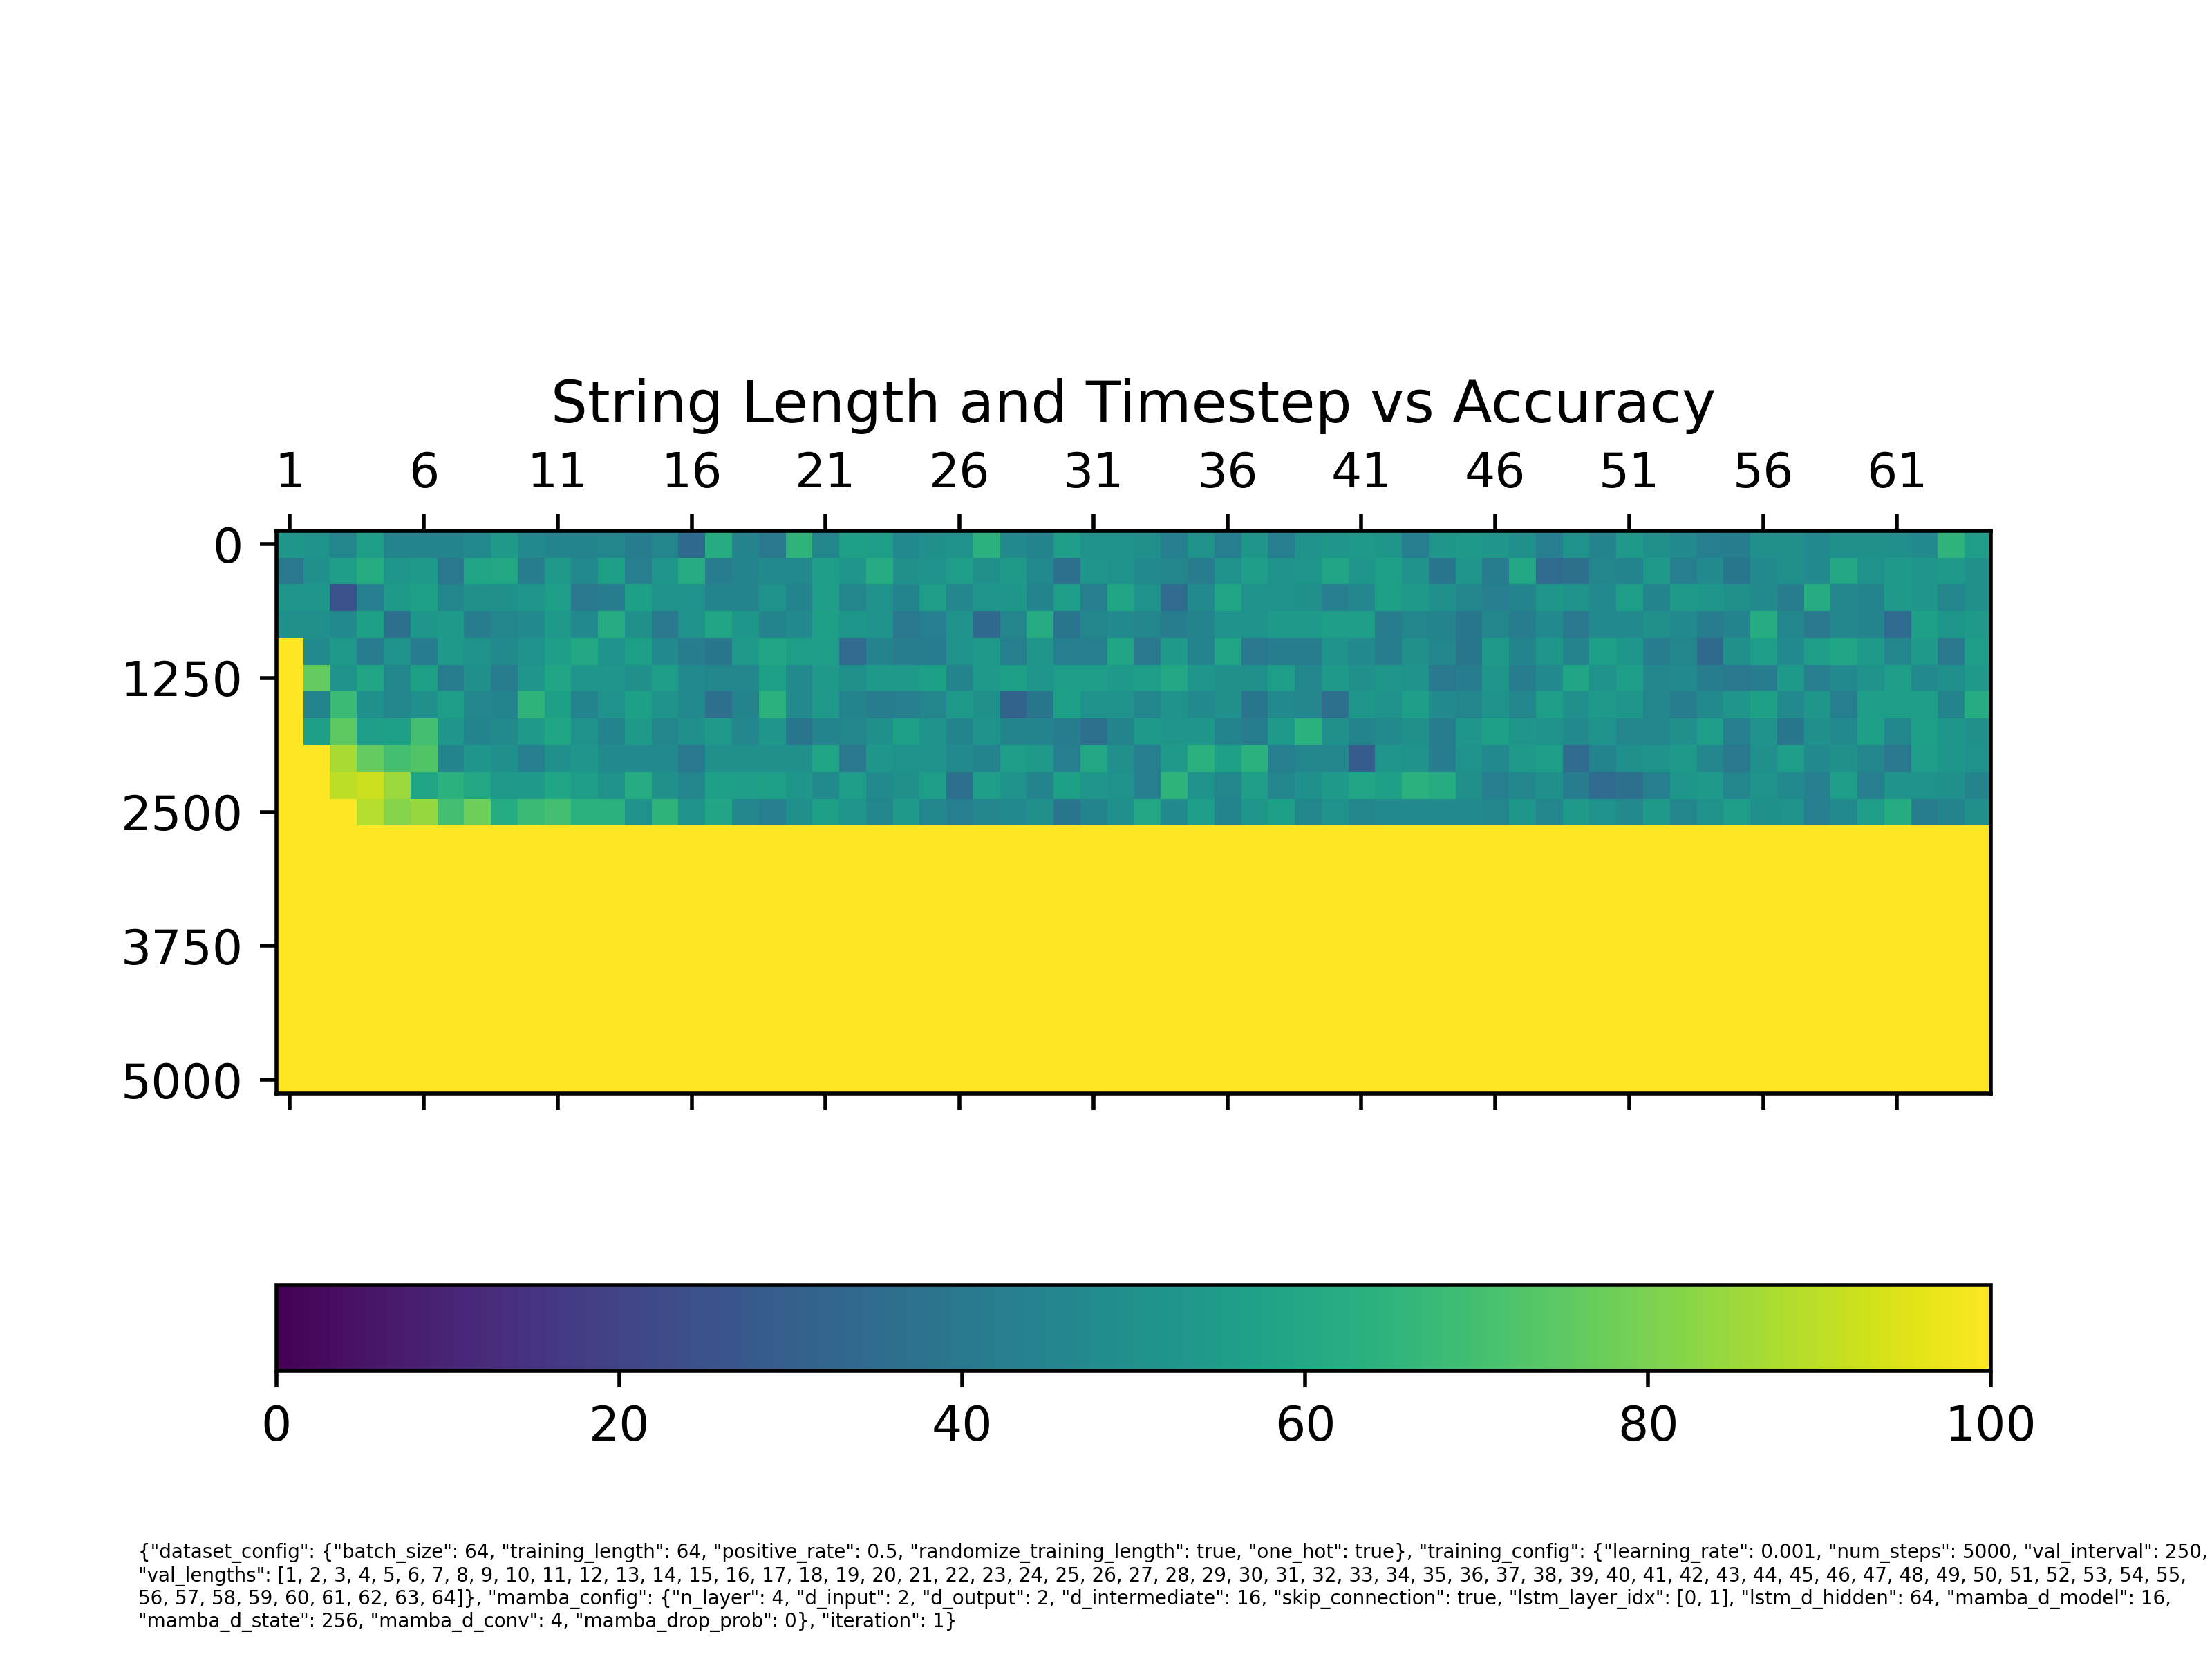 String Length and Timestep vs Accuracy
1 6 11 16 21 26 31 36 41 46 51 56 61
0
1250
2500
3750
5000
0 20 40 60 80 100
{"dataset_config": {"batch_size": 64, "training_length": 64, "positive_rate": 0.5, "randomize_training_length": true, "one_hot": true}, "training_config": {"learning_rate": 0.001, "num_steps": 5000, "val_interval": 250,
"val_lengths": [1, 2, 3, 4, 5, 6, 7, 8, 9, 10, 11, 12, 13, 14, 15, 16, 17, 18, 19, 20, 21, 22, 23, 24, 25, 26, 27, 28, 29, 30, 31, 32, 33, 34, 35, 36, 37, 38, 39, 40, 41, 42, 43, 44, 45, 46, 47, 48, 49, 50, 51, 52, 53, 54, 55,
56, 57, 58, 59, 60, 61, 62, 63, 64]}, "mamba_config": {"n_layer": 4, "d_input": 2, "d_output": 2, "d_intermediate": 16, "skip_connection": true, "lstm_layer_idx": [0, 1], "lstm_d_hidden": 64, "mamba_d_model": 16,
"mamba_d_state": 256, "mamba_d_conv": 4, "mamba_drop_prob": 0}, "iteration": 1}